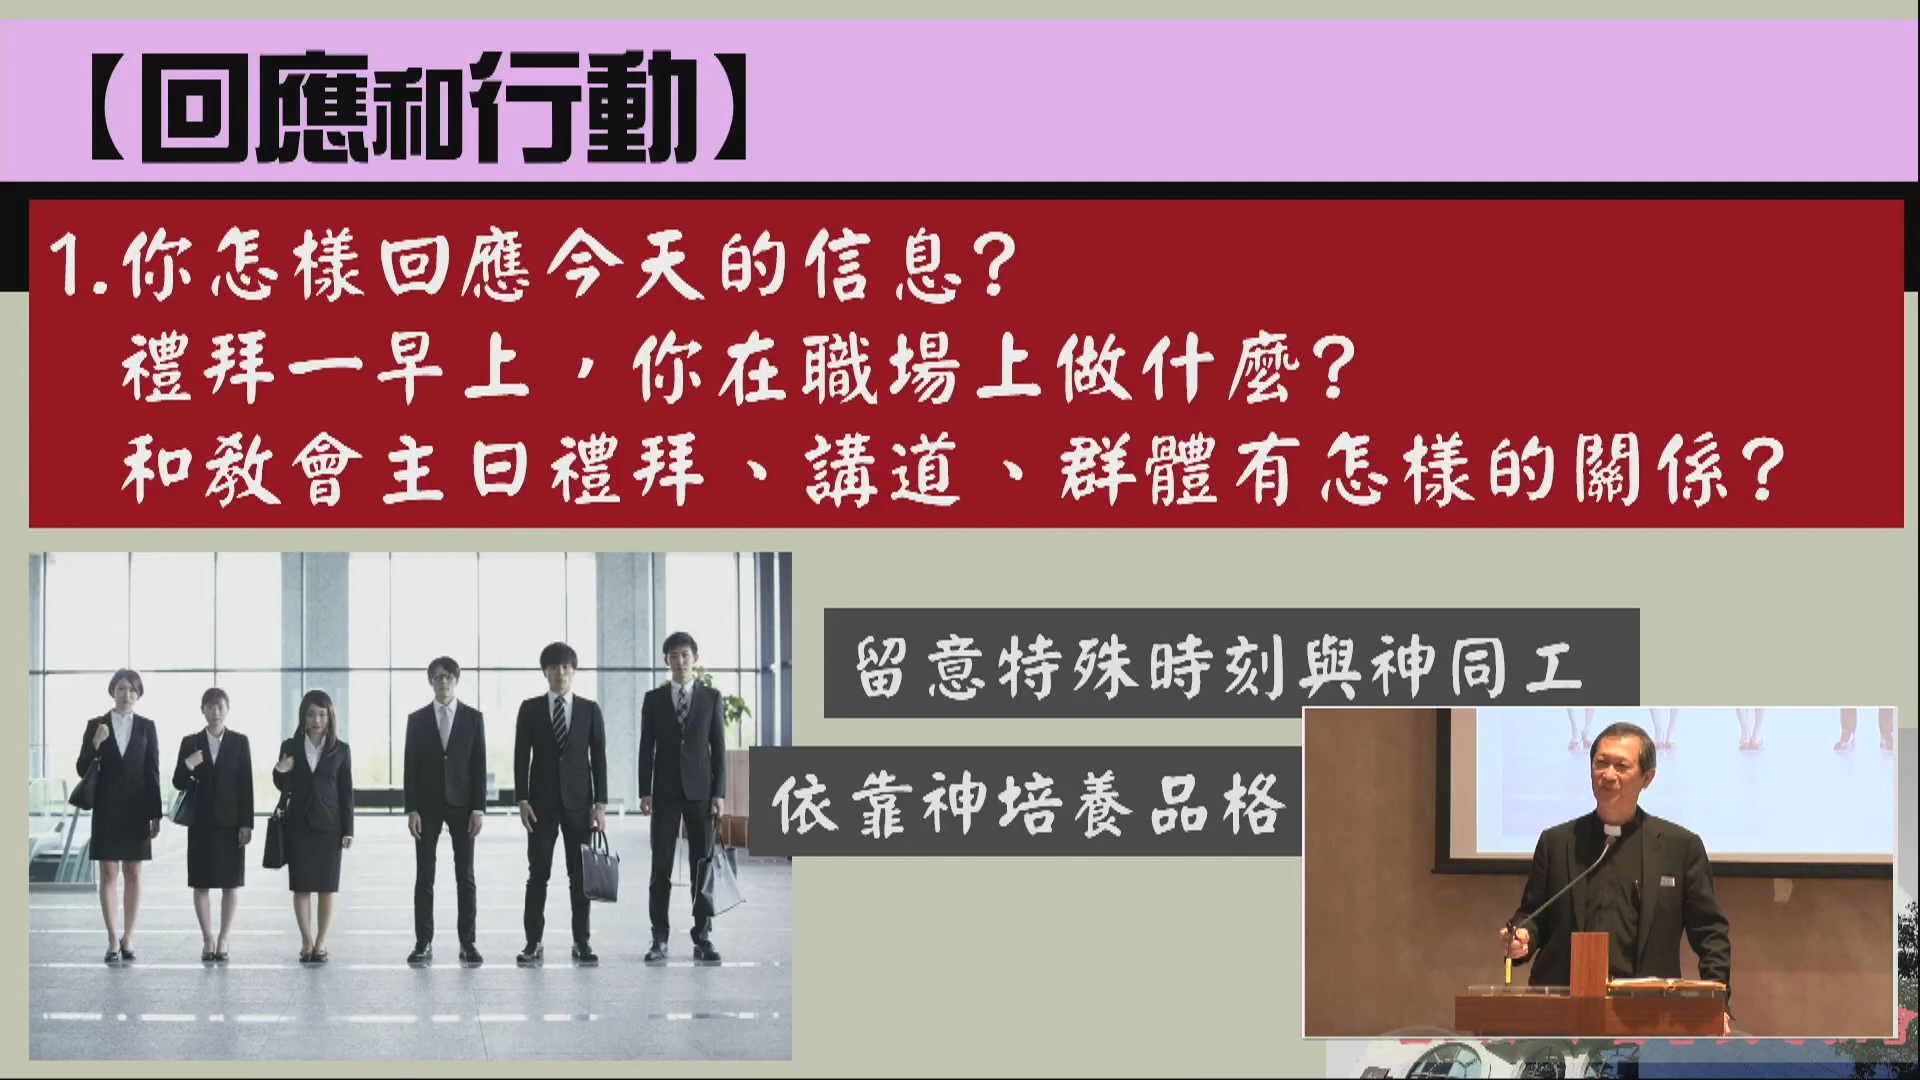 【回應和行動】
1.你怎樣回應今天的信息?
禮拜一早上，你在職場上做什麼?
和教會主日禮拜、講道、群體有怎樣的關係?
留意特殊時刻與神同工
依靠神培養品格